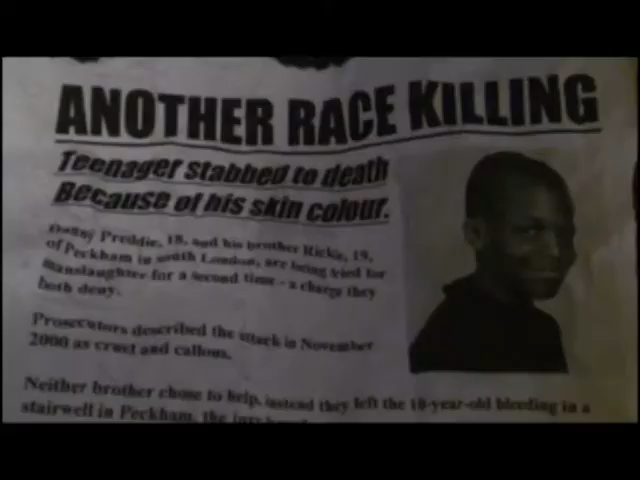 ANOTHER RACE KILLING
Teenager stabbed to death
Because of his skin colour.
Danny Preddie, 18, and his brother Rickie, 19,
of Peckham in south London, are being tried for
manslaughter for a second time - a charge they
both deny.
Prosecutors described the attack in November
2000 as cruel and callous.
Neither brother chose to help, instead they left the 10-year-old bleeding in a
stairwell in Peckham, the